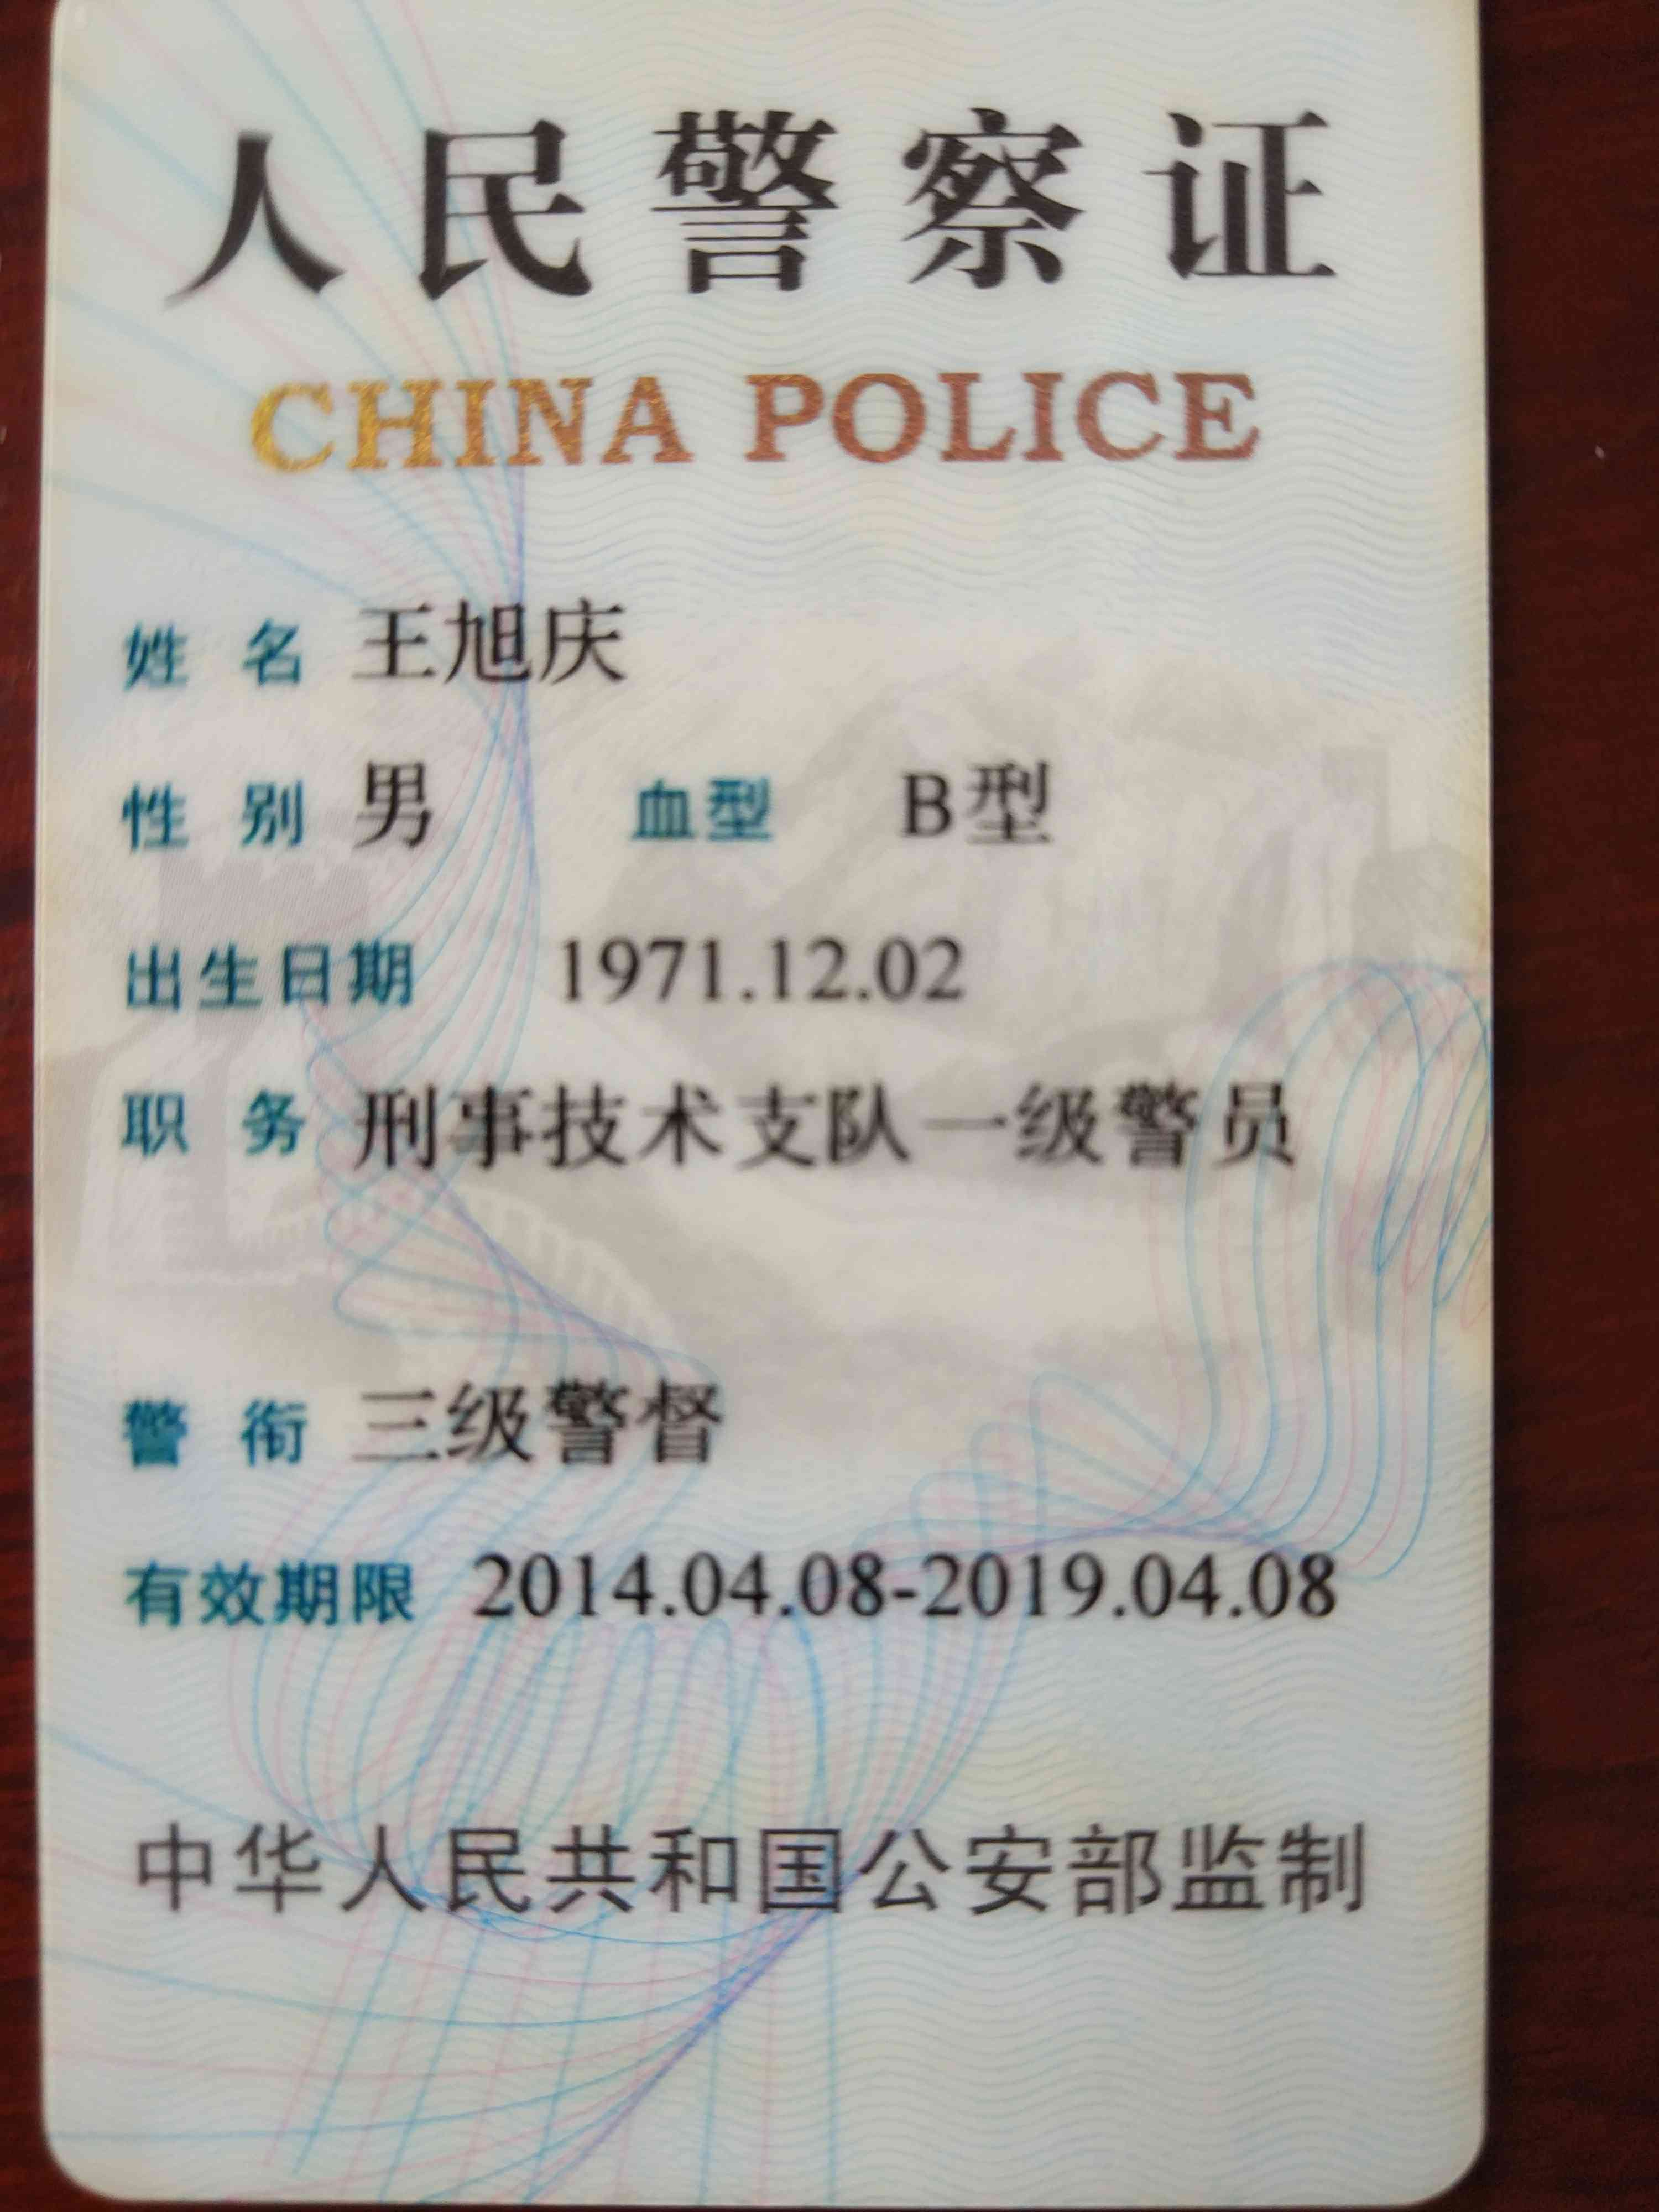 人民警察证
CHINA POLICE
姓名 王旭庆
性别 男 血型 B型
出生日期 1971.12.02
职务 刑事技术支队一级警员
警衔 三级警督
有效期限 2014.04.08-2019.04.08
中华人民共和国公安部监制